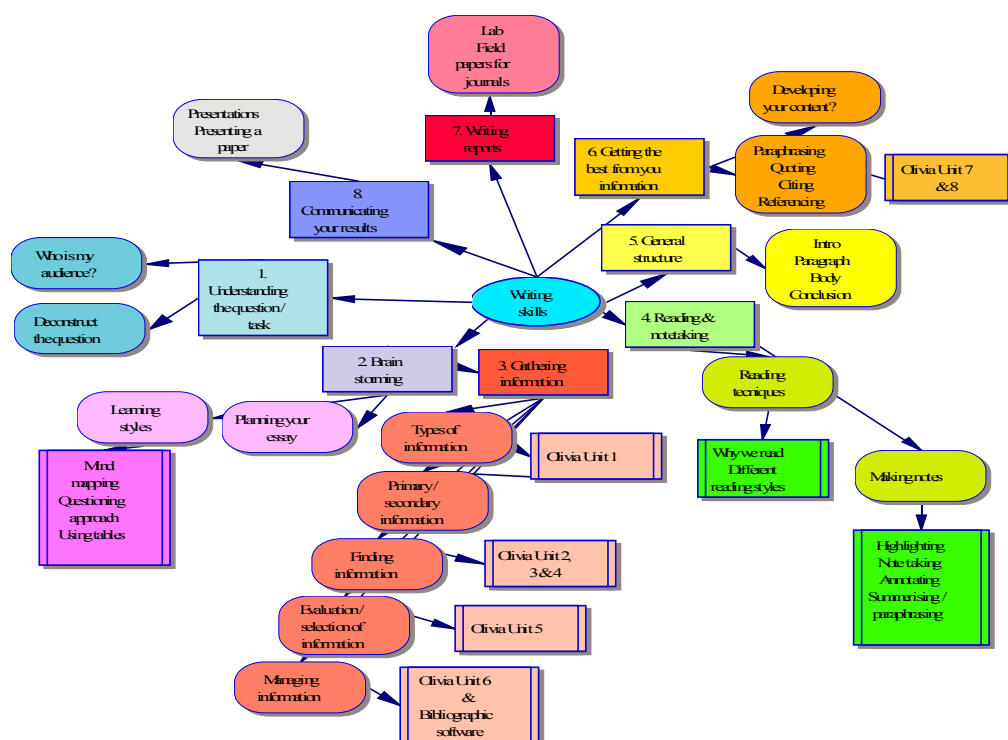 Lab
Field
papers for
journals
Developing
your content?
Presentations
Presenting a
paper
7. Writing
reports
6. Getting the
best from you
infomation
Paraphrasing
Quoting
Citing
Referencing
Olivia Unit 7
& 8
8.
Communicating
your results
5. General
structure
Intro
Paragraph
Body
Conclusion
Who is my
audience?
1.
Understanding
the question /
task
Writing
skills
Deconstruct
the question
4. Reading &
notetaking
2. Brain
storming
3. Gathering
information
Reading
tecniques
Learning
styles
Planning your
essay
Types of
information
Olivia Unit 1
Why we read
Different
reading styles
Making notes
Mind
mapping
Questioning
approach
Using tables
Primary /
secondary
information
Finding
information
Olivia Unit 2,
3 & 4
Highlighting
Note taking
Annotating
Summerising /
paraphrasing
Evaluation /
selection of
information
Olivia Unit 5
Managing
information
Olivia Unit 6
&
Bibliographic
software